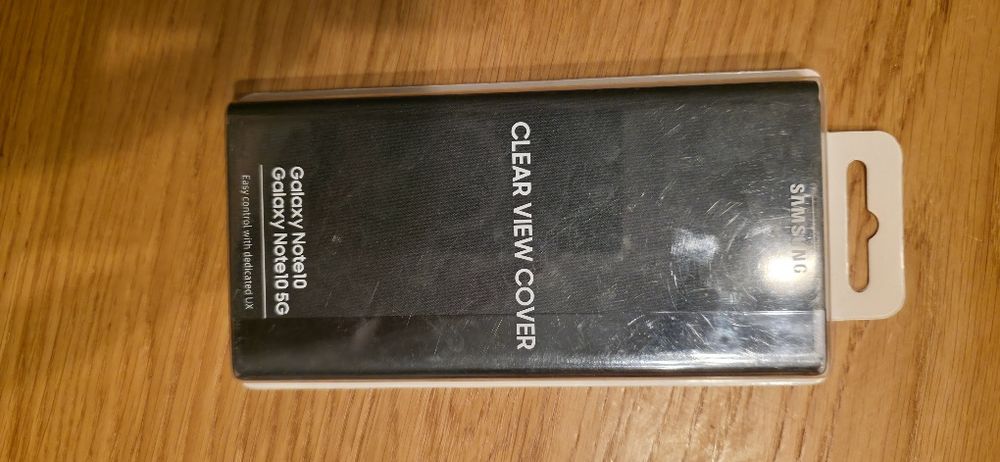 SAMSUNG
CLEAR VIEW COVER
Galaxy Note10
Galaxy Note10 5G
Easy control with dedicated UX